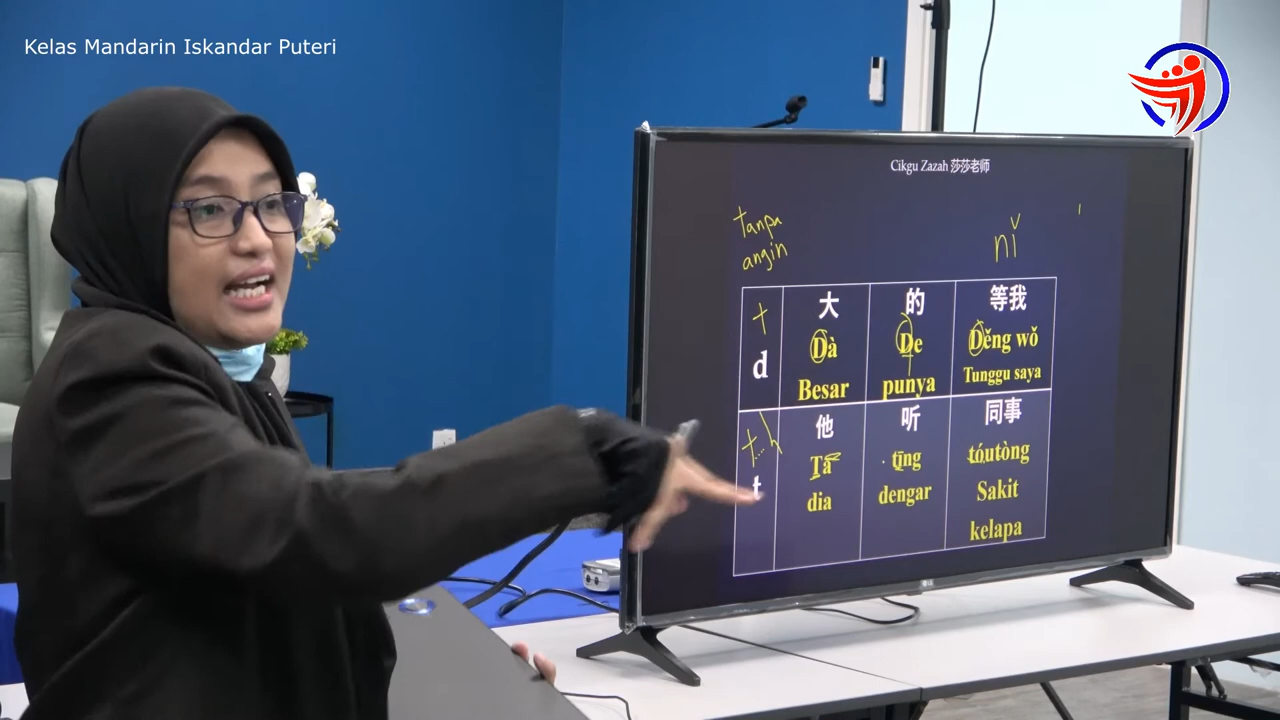 Kelas Mandarin Iskandar Puteri
Cikgu Zazah 莎莎老师
tanpa
angin
nǐ
t
d
大
Dà
Besar
的
De
punya
等我
Děng wǒ
Tunggu saya
t...h
t
他
Tā
dia
听
tīng
dengar
同事
tóutòng
Sakit
kelapa